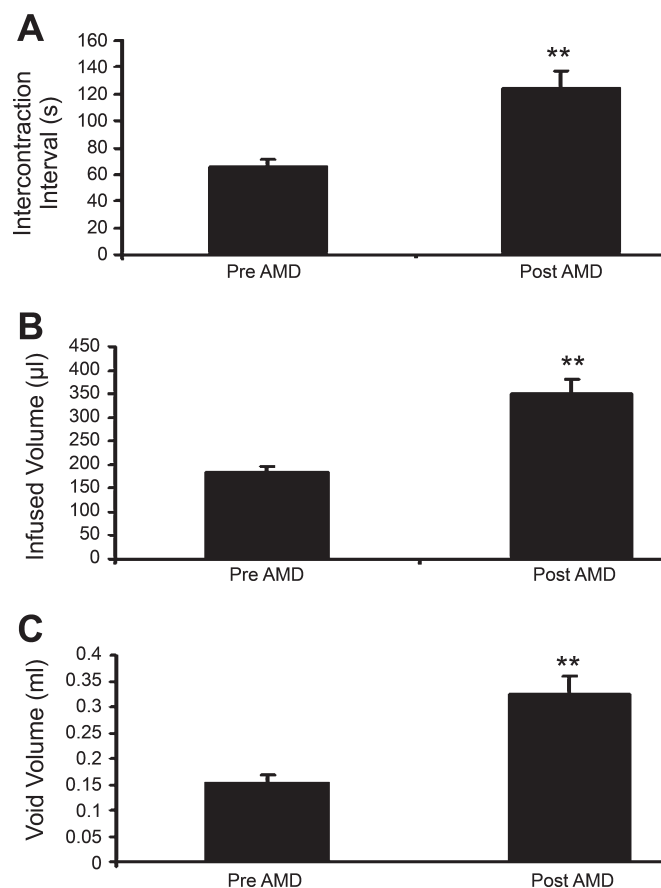 A
Intercontraction
Interval (s)
160
140
120
100
80
60
40
20
0
**
Pre AMD
Post AMD
B
Infused Volume (µl)
450
400
350
300
250
200
150
100
50
0
**
Pre AMD
Post AMD
C
Void Volume (ml)
0.4
0.35
0.3
0.25
0.2
0.15
0.1
0.05
0
**
Pre AMD
Post AMD